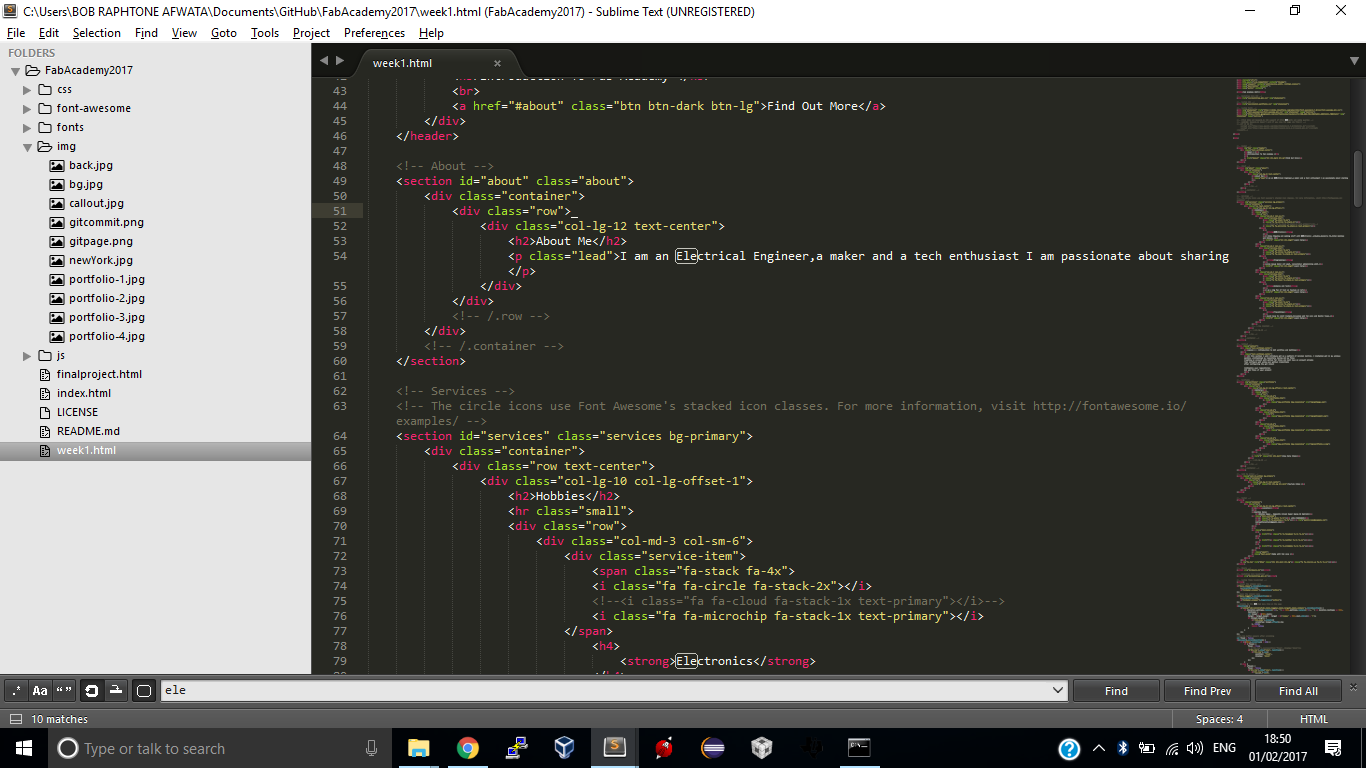 C:\Users\BOB RAPHTONE AFWATA\Documents\GitHub\FabAcademy2017\week1.html (FabAcademy2017) - Sublime Text (UNREGISTERED)
File Edit Selection Find View Goto Tools Project Preferences Help
FOLDERS
FabAcademy2017
css
font-awesome
fonts
img
back.jpg
bg.jpg
callout.jpg
gitcommit.png
gitpage.png
newYork.jpg
portfolio-1.jpg
portfolio-2.jpg
portfolio-3.jpg
portfolio-4.jpg
js
finalproject.html
index.html
LICENSE
README.md
week1.html
week1.html
43 <br>
44 <a href="#about" class="btn btn-dark btn-lg">Find Out More</a>
45 </div>
46 </header>
47
48 <!-- About -->
49 <section id="about" class="about">
50 <div class="container">
51 <div class="row">
52 <div class="col-lg-12 text-center">
53 <h2>About Me</h2>
54 <p class="lead">I am an Electrical Engineer,a maker and a tech enthusiast I am passionate about sharing
</p>
55 </div>
56 </div>
57 <!-- /.row -->
58 </div>
59 <!-- /.container -->
60 </section>
61
62 <!-- Services -->
63 <!-- The circle icons use Font Awesome's stacked icon classes. For more information, visit http://fontawesome.io/
examples/ -->
64 <section id="services" class="services bg-primary">
65 <div class="container">
66 <div class="row text-center">
67 <div class="col-lg-10 col-lg-offset-1">
68 <h2>Hobbies</h2>
69 <hr class="small">
70 <div class="row">
71 <div class="col-md-3 col-sm-6">
72 <div class="service-item">
73 <span class="fa-stack fa-4x">
74 <i class="fa fa-circle fa-stack-2x"></i>
75 <!--<i class="fa fa-cloud fa-stack-1x text-primary"></i>-->
76 <i class="fa fa-microchip fa-stack-1x text-primary"></i>
77 </span>
78 <h4>
79 <strong>Electronics</strong>
.* Aa “”
ele
Find Find Prev Find All
10 matches
Spaces: 4 HTML
Type or talk to search
ENG
18:50
01/02/2017